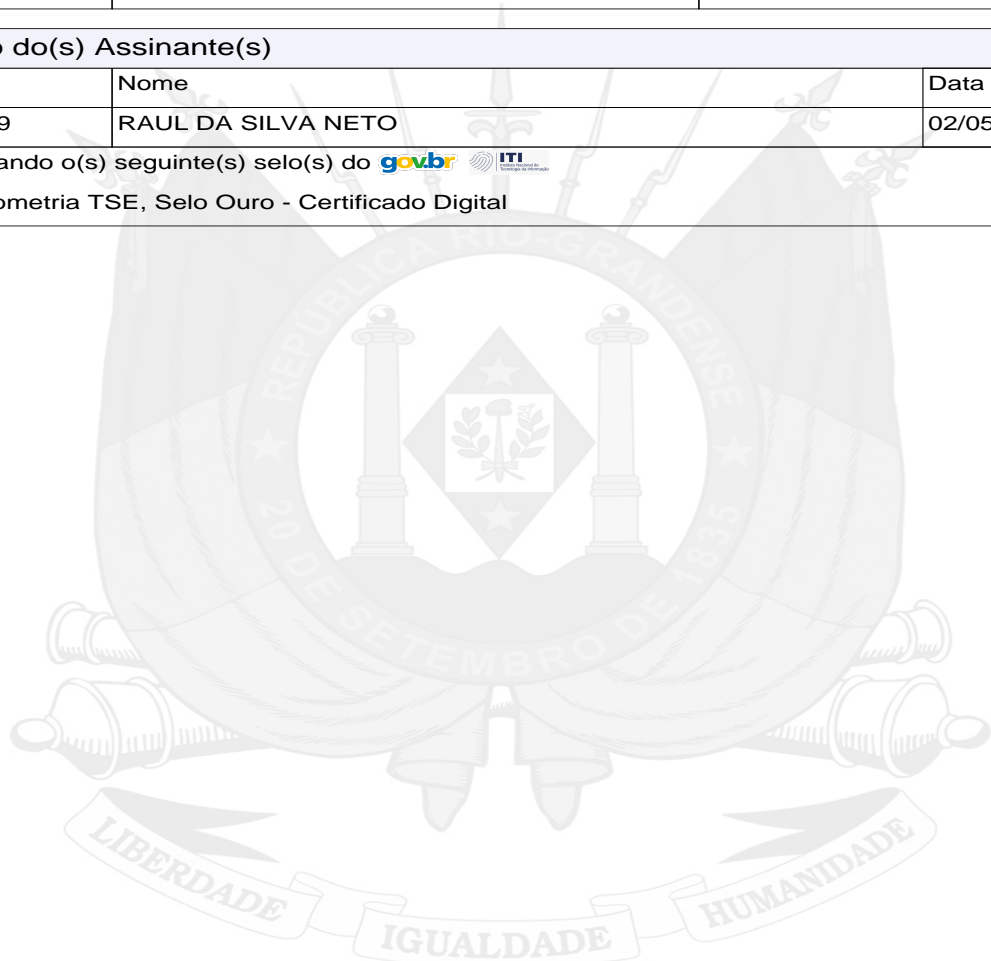 o do(s) Assinante(s)
Nome Data
9 RAUL DA SILVA NETO 02/05
ando o(s) seguinte(s) selo(s) do gov.br ITI
ometria TSE, Selo Ouro - Certificado Digital
REPÚBLICA RIO-GRANDENSE
20 DE SETEMBRO DE 1835
LIBERDADE IGUALDADE HUMANIDADE